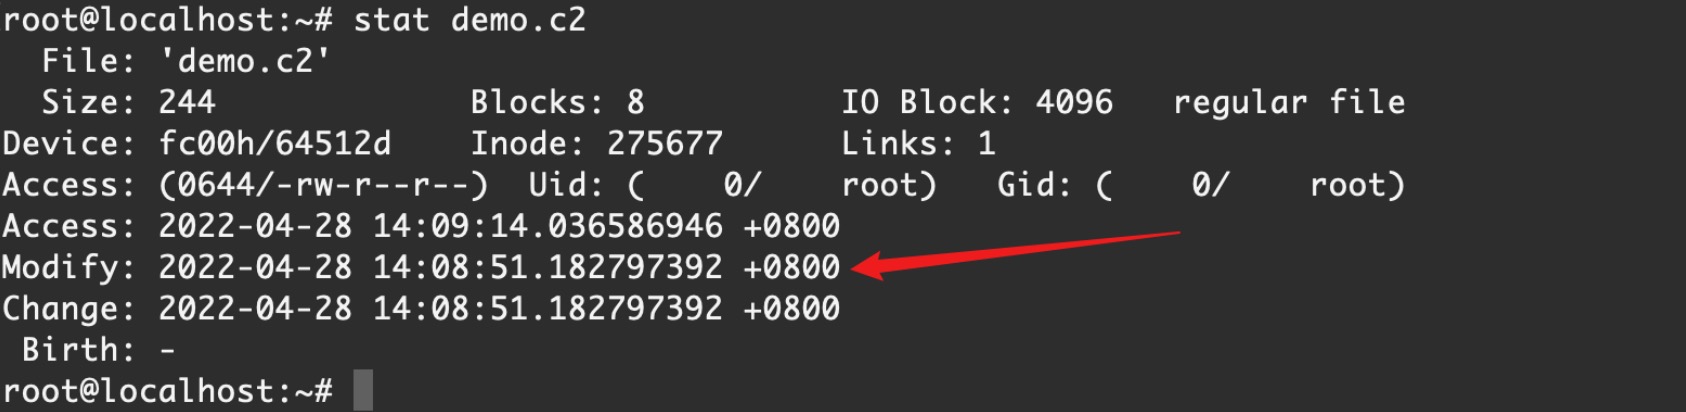 root@localhost:~# stat demo.c2
  File: 'demo.c2'
  Size: 244             Blocks: 8          IO Block: 4096   regular file
Device: fc00h/64512d    Inode: 275677      Links: 1
Access: (0644/-rw-r--r--)  Uid: (    0/    root)   Gid: (    0/    root)
Access: 2022-04-28 14:09:14.036586946 +0800
Modify: 2022-04-28 14:08:51.182797392 +0800
Change: 2022-04-28 14:08:51.182797392 +0800
 Birth: -
root@localhost:~#